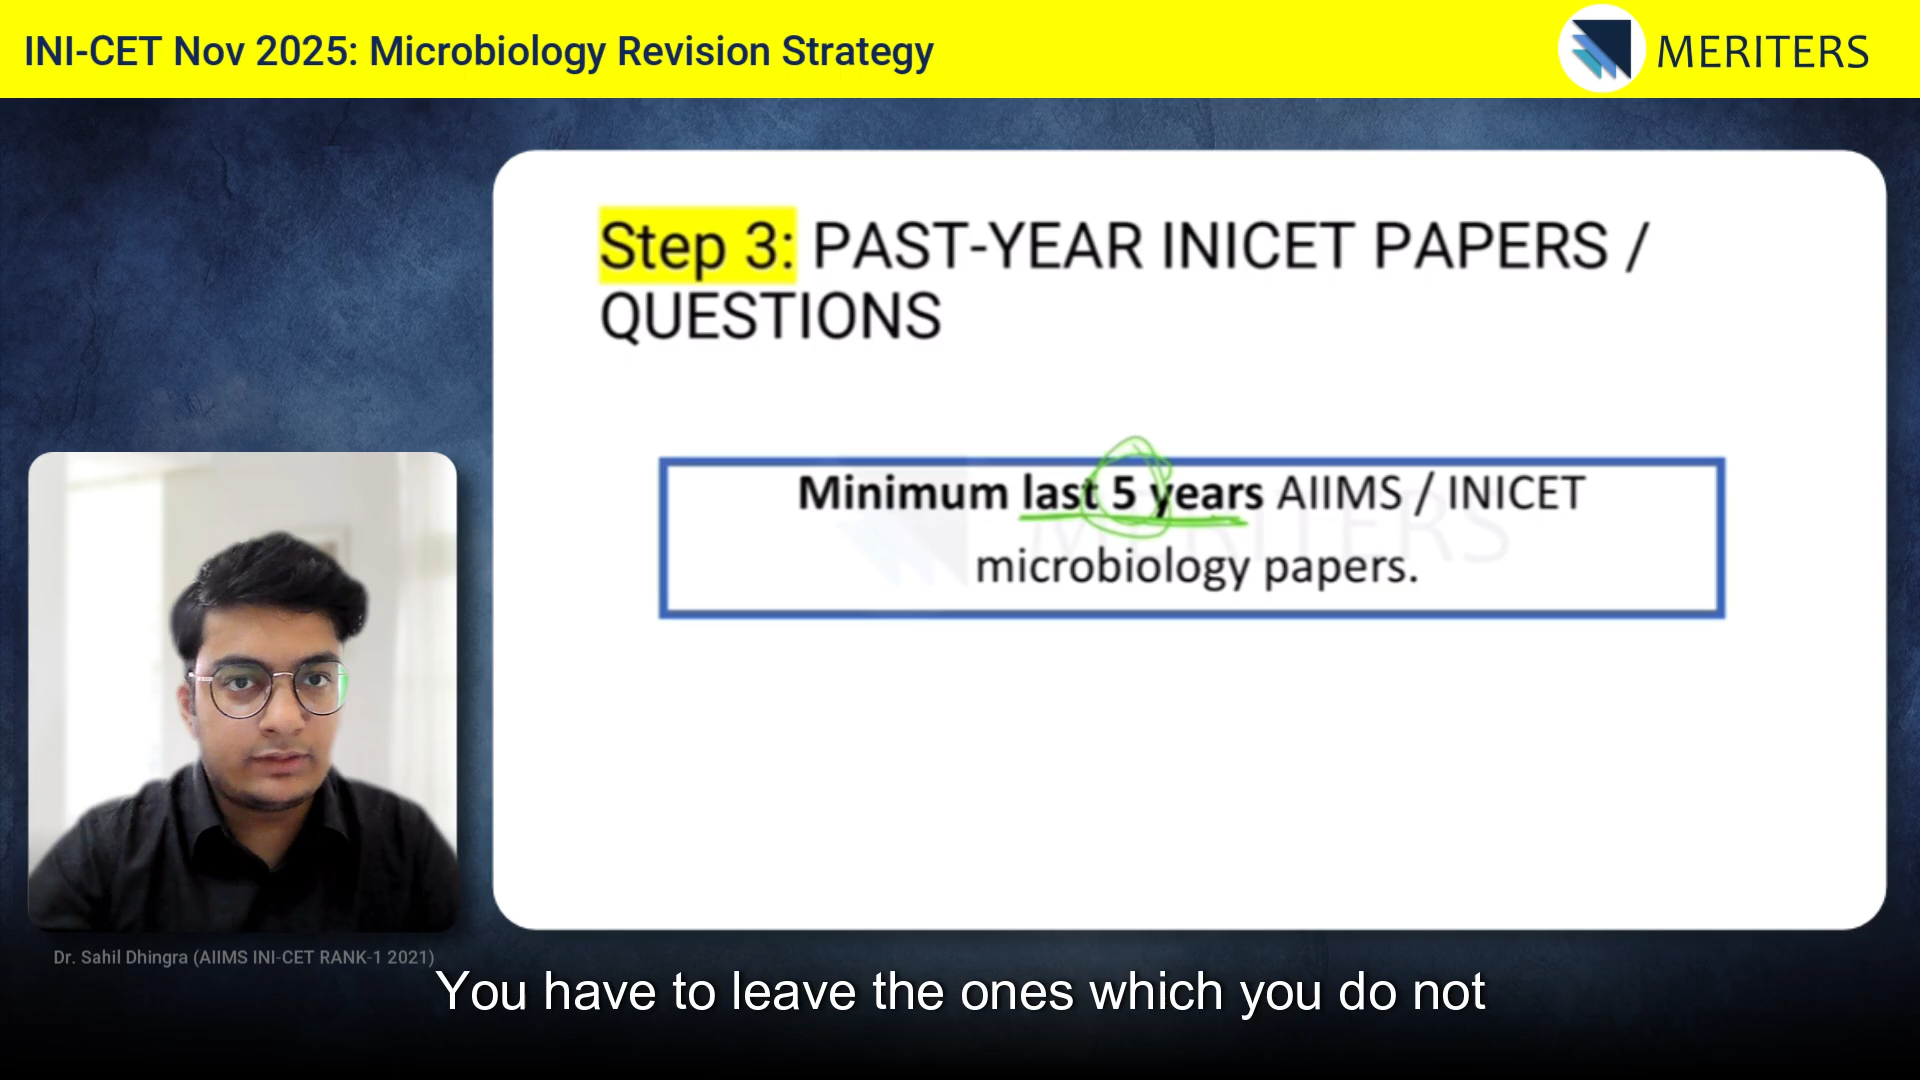 INI-CET Nov 2025: Microbiology Revision Strategy
MERITERS
Step 3: PAST-YEAR INICET PAPERS /
QUESTIONS
Minimum last 5 years AIIMS / INICET
microbiology papers.
MERITERS
Dr. Sahil Dhingra (AIIMS INI-CET RANK-1 2021)
You have to leave the ones which you do not